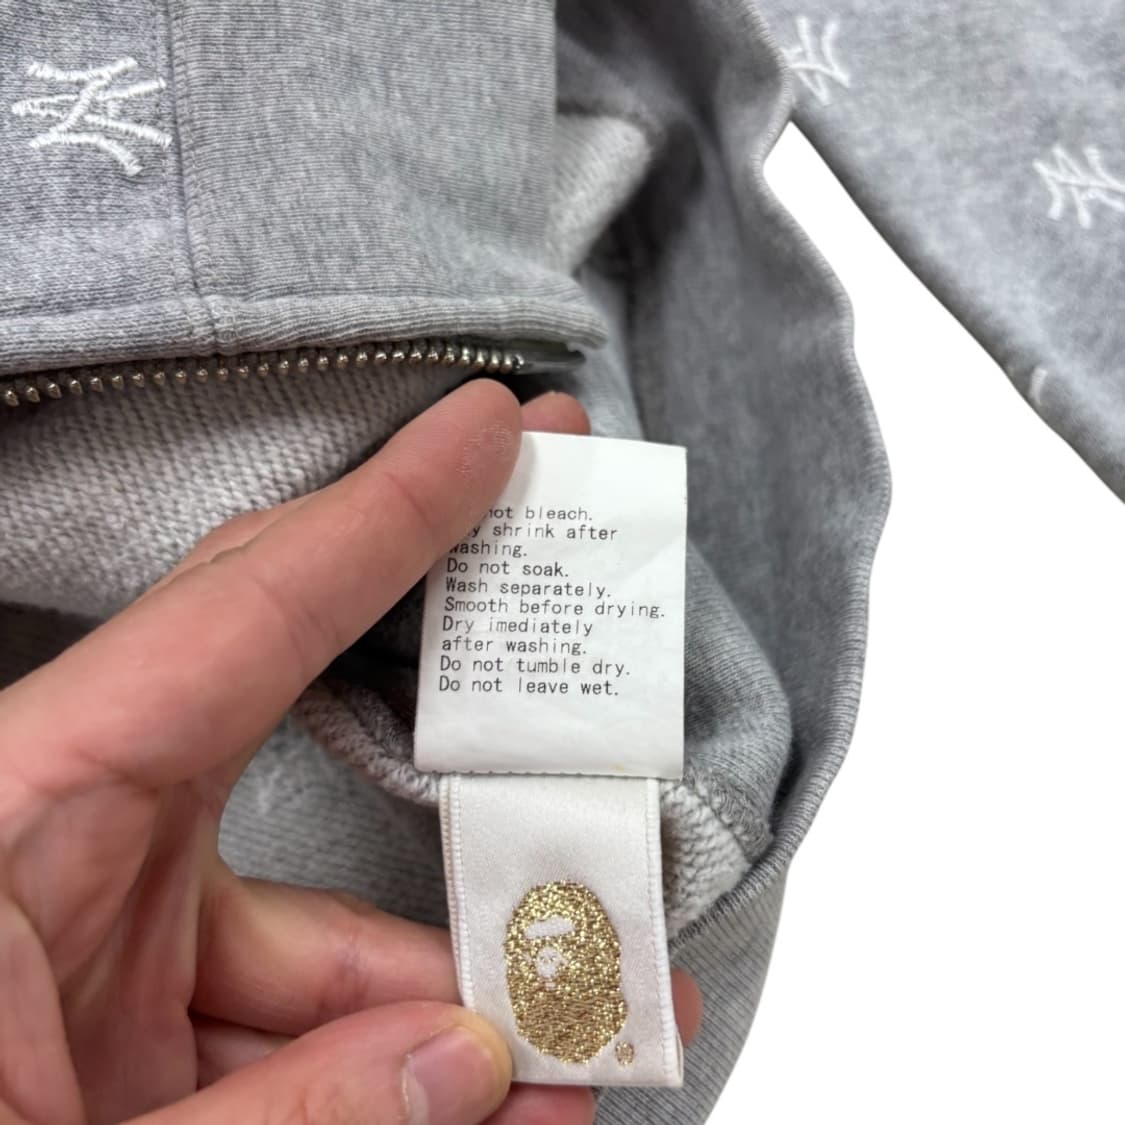 not bleach.
shrink after
washing.
Do not soak.
Wash separately.
Smooth before drying.
Dry imediately
after washing.
Do not tumble dry.
Do not leave wet.